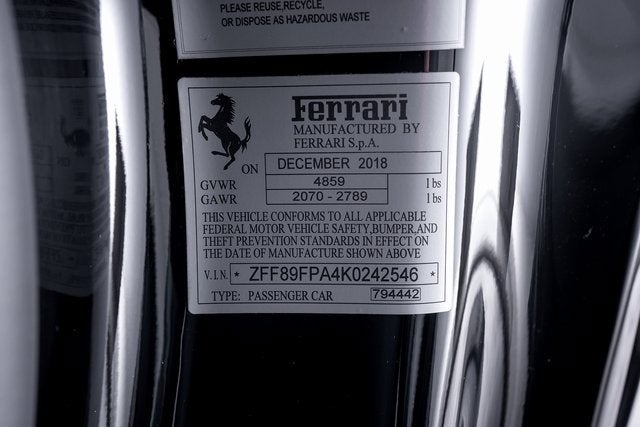 PLEASE REUSE,RECYCLE,
OR DISPOSE AS HAZARDOUS WASTE
Ferrari
MANUFACTURED BY
FERRARI S.p.A.
ON DECEMBER 2018
GVWR 4859 lbs
GAWR 2070 - 2789 lbs
THIS VEHICLE CONFORMS TO ALL APPLICABLE
FEDERAL MOTOR VEHICLE SAFETY,BUMPER,AND
THEFT PREVENTION STANDARDS IN EFFECT ON
THE DATE OF MANUFACTURE SHOWN ABOVE
V.I.N. * ZFF89FPA4K0242546 *
TYPE: PASSENGER CAR 794442